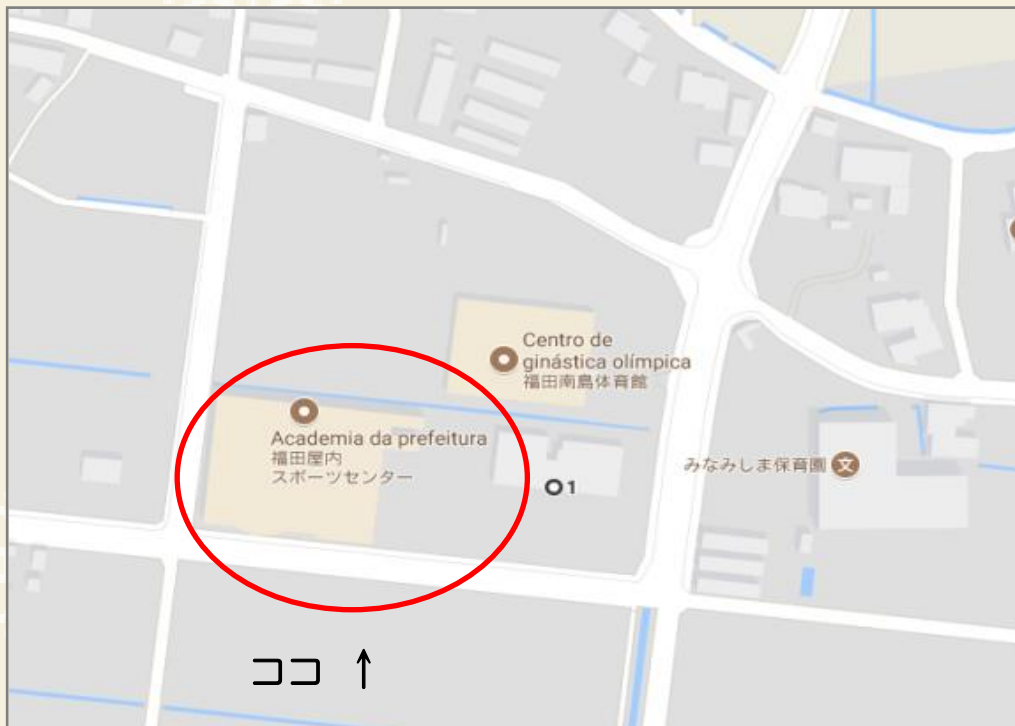 Centro de
ginástica olímpica
福田南島体育館
Academia da prefeitura
福田屋内
スポーツセンター
みなみしま保育園 文
1
ココ ↑